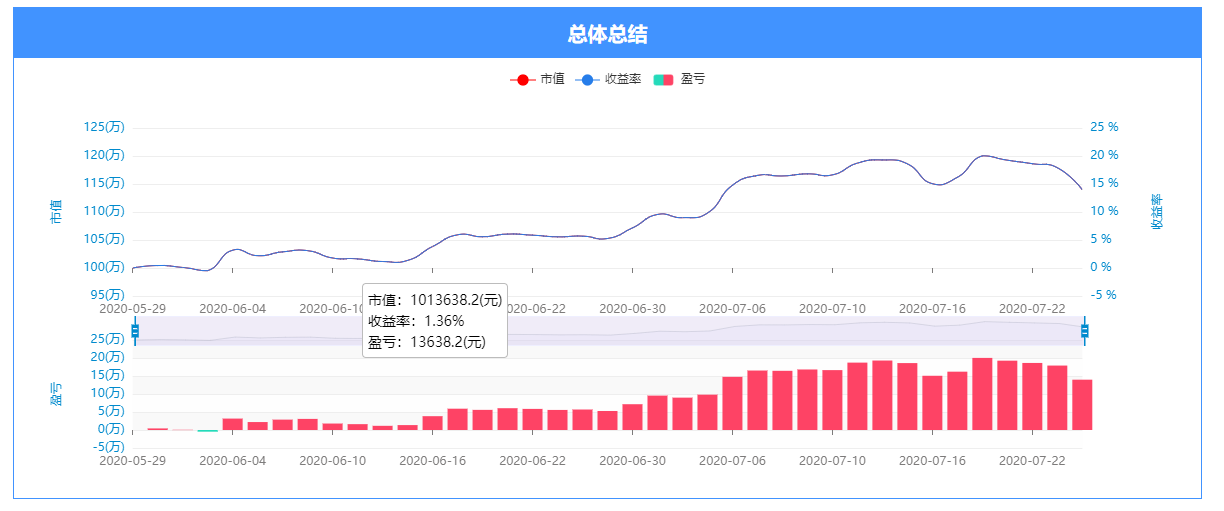 总体总结
市值 收益率 盈亏
125(万) 25 %
120(万) 20 %
115(万) 15 %
110(万) 10 %
市值 收益率
105(万) 5 %
100(万) 0 %
95(万) -5 %
2020-05-29 2020-06-04 2020-06-10 2020-06-16 2020-06-22 2020-06-30 2020-07-06 2020-07-10 2020-07-16 2020-07-22
市值：1013638.2(元)
收益率：1.36%
盈亏：13638.2(元)
25(万)
20(万)
15(万)
10(万)
盈亏
5(万)
0(万)
-5(万)
2020-05-29 2020-06-04 2020-06-10 2020-06-16 2020-06-22 2020-06-30 2020-07-06 2020-07-10 2020-07-16 2020-07-22